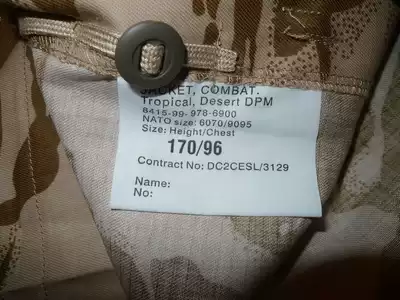 JACKET, COMBAT.
Tropical, Desert DPM
8415-99-978-6900
NATO size: 6070/9095
Size: Height/Chest
170/96
Contract No: DC2CESL/3129
Name:
No: